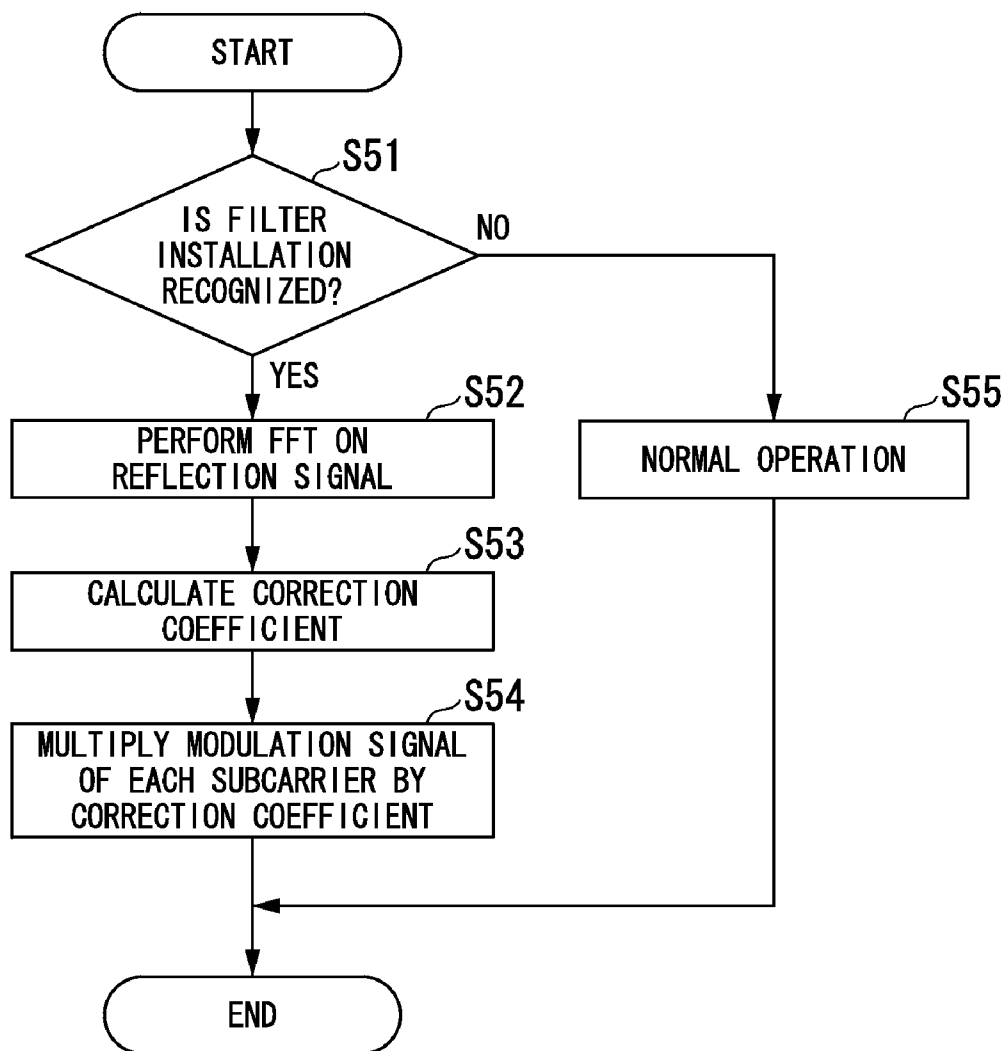 START
S51
IS FILTER
INSTALLATION
RECOGNIZED?
NO
YES
S52
PERFORM FFT ON
REFLECTION SIGNAL
S55
NORMAL OPERATION
S53
CALCULATE CORRECTION
COEFFICIENT
S54
MULTIPLY MODULATION SIGNAL
OF EACH SUBCARRIER BY
CORRECTION COEFFICIENT
END